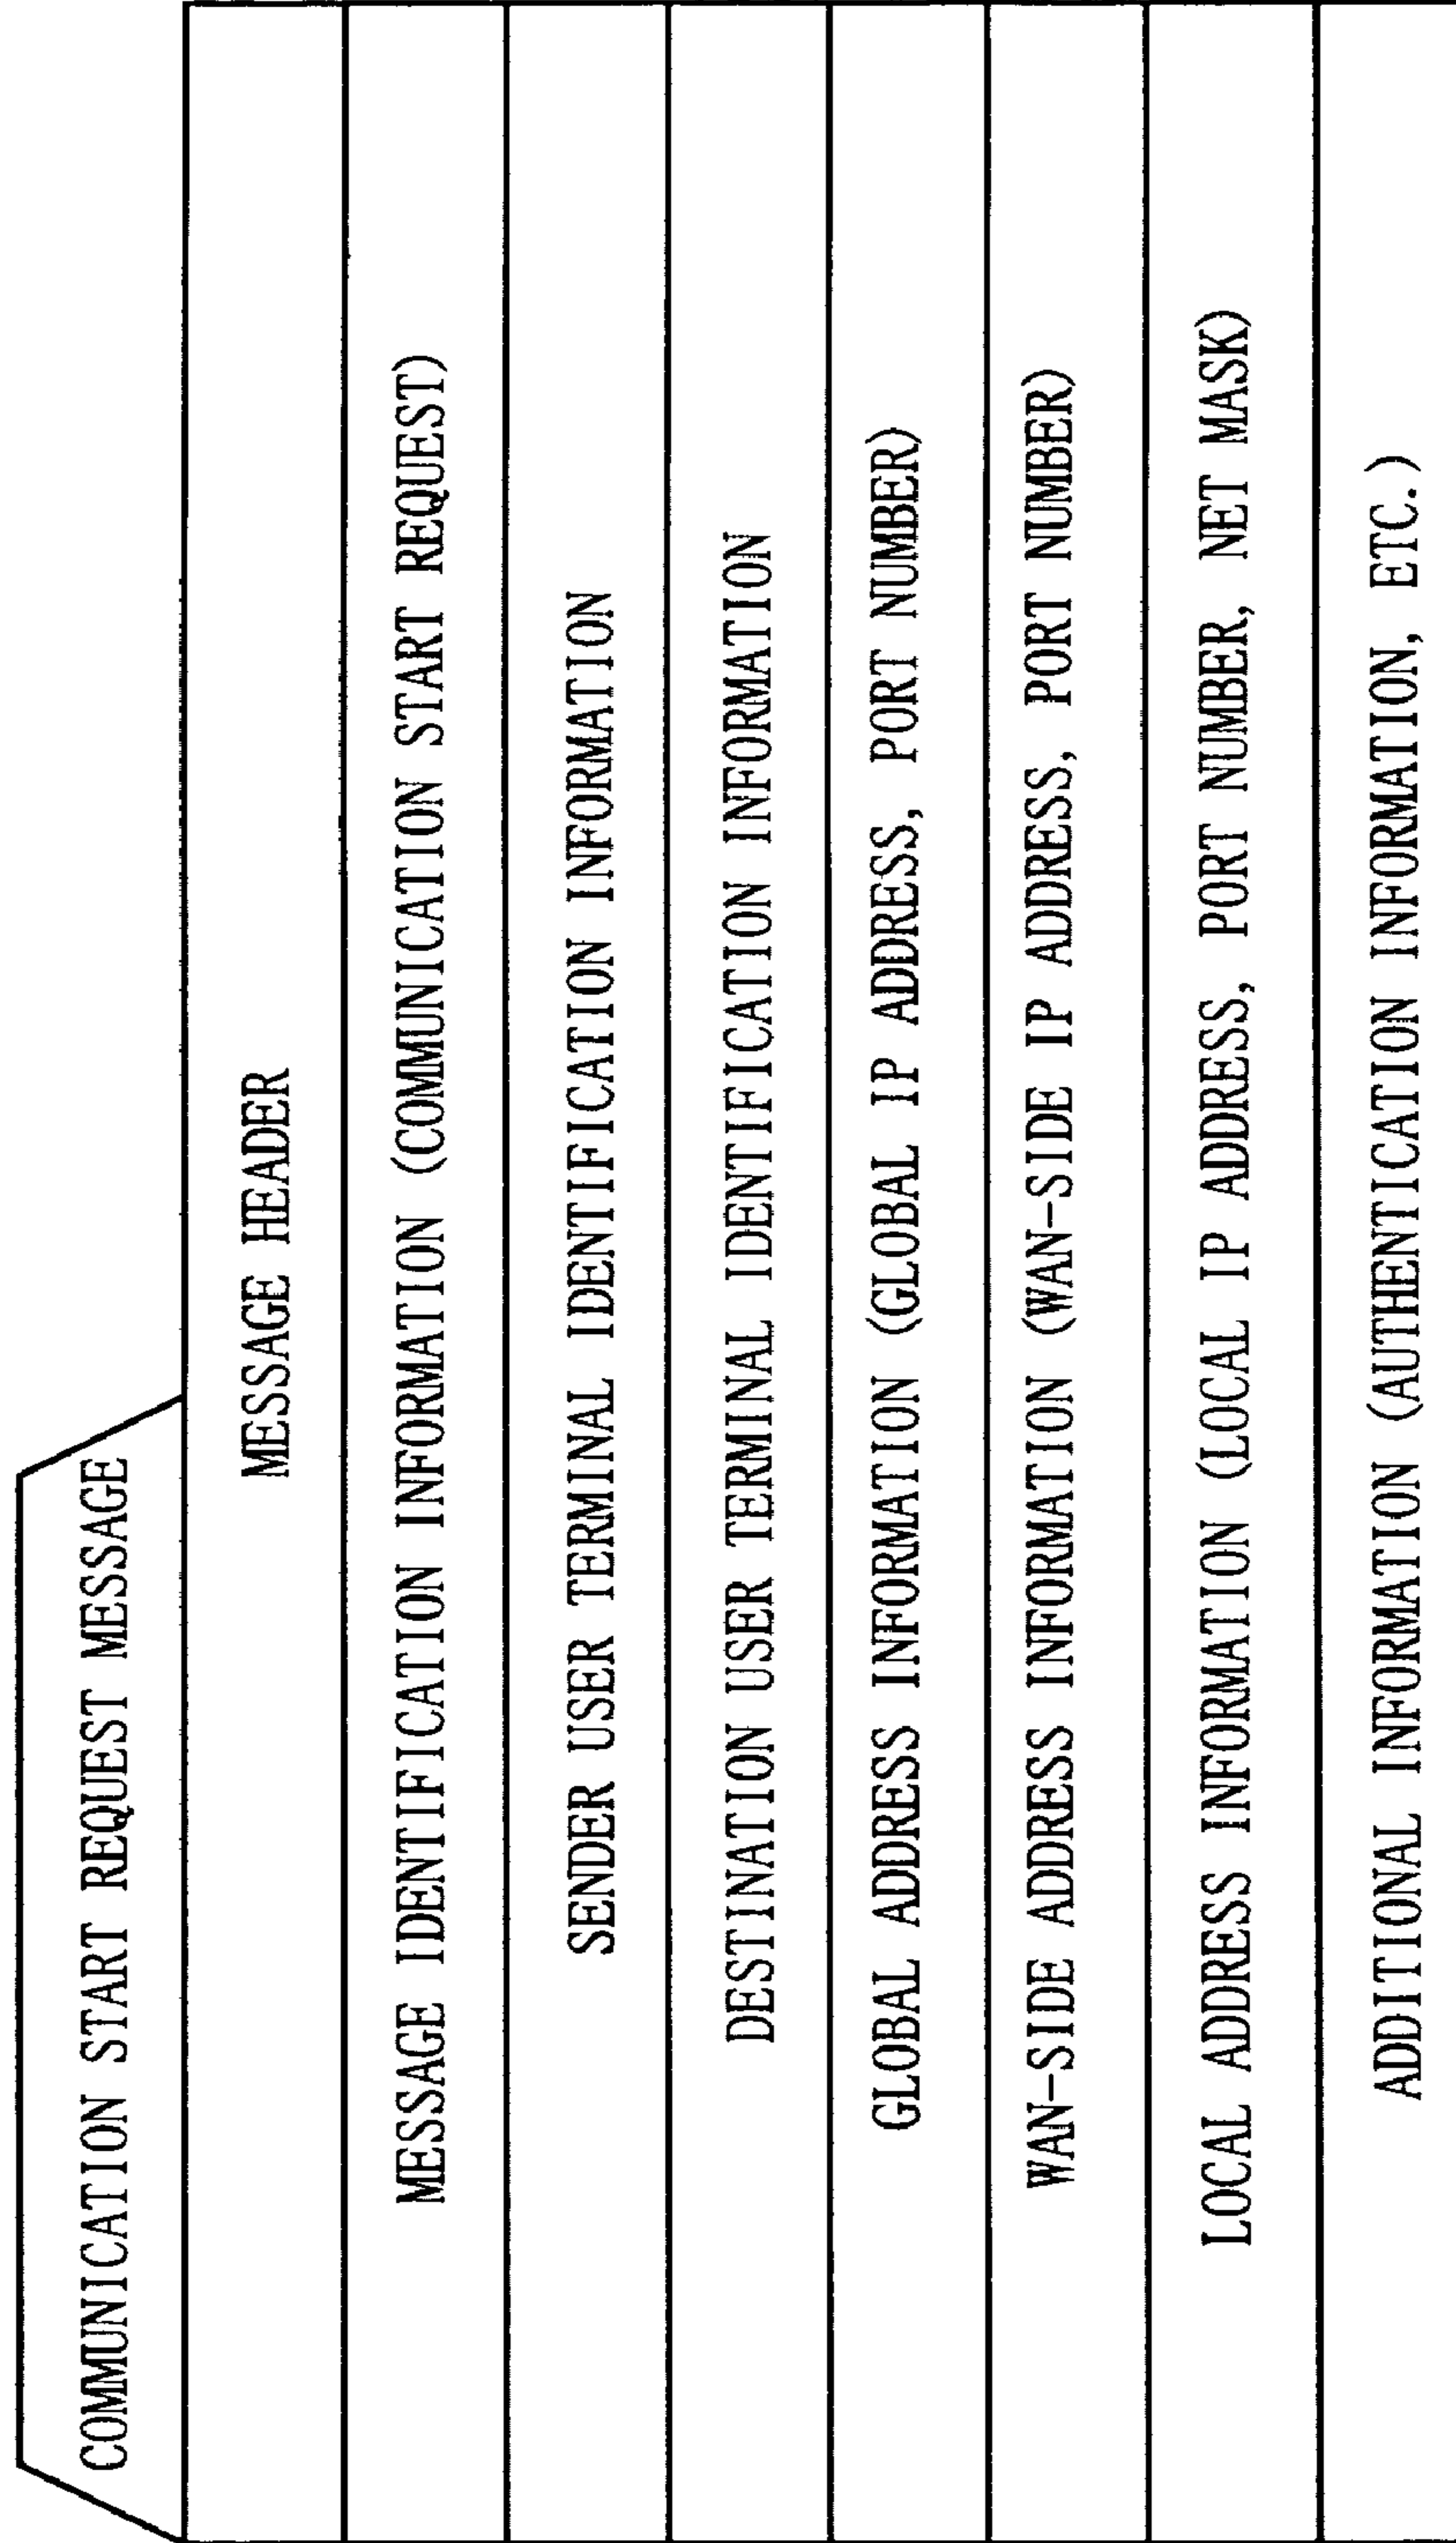 COMMUNICATION START REQUEST MESSAGE
MESSAGE HEADER
MESSAGE IDENTIFICATION INFORMATION (COMMUNICATION START REQUEST)
SENDER USER TERMINAL IDENTIFICATION INFORMATION
DESTINATION USER TERMINAL IDENTIFICATION INFORMATION
GLOBAL ADDRESS INFORMATION (GLOBAL IP ADDRESS, PORT NUMBER)
WAN-SIDE ADDRESS INFORMATION (WAN-SIDE IP ADDRESS, PORT NUMBER)
LOCAL ADDRESS INFORMATION (LOCAL IP ADDRESS, PORT NUMBER, NET MASK)
ADDITIONAL INFORMATION (AUTHENTICATION INFORMATION, ETC.)